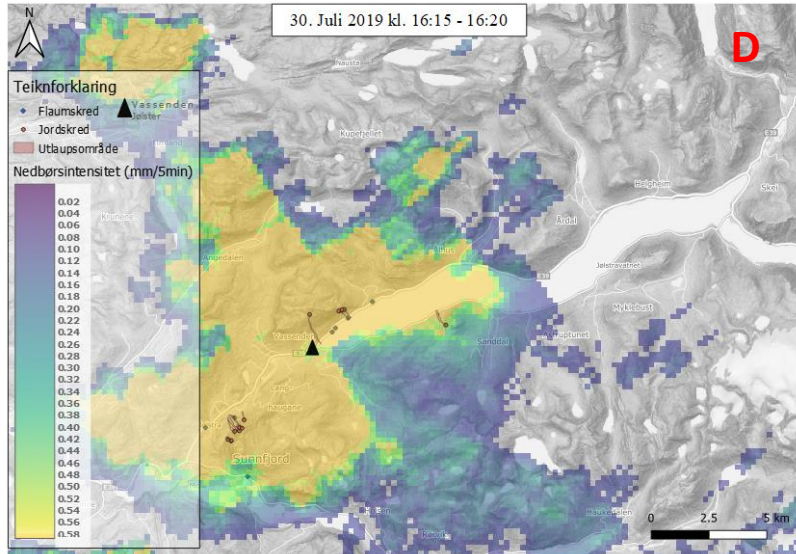 30. Juli 2019 kl. 16:15 - 16:20
D
N
Teiknforklaring
Flaumskred
Vassenden
Jølster
Jordskred
Utlaupsområde
Nedbørsintensitet (mm/5min)
0.02
0.04
0.06
0.08
0.10
0.12
0.14
0.16
0.18
0.20
0.22
0.24
0.26
0.28
0.30
0.32
0.34
0.36
0.38
0.40
0.42
0.44
0.46
0.48
0.50
0.52
0.54
0.56
0.58
Nausta
Kupefjellet
E39
Skei
Helgheim
Årdal
Krunene
Angedalen
Jølstravatnet
Myklebust
Vassenden
Sanddal
haugane
Sunnfjord
0
2.5
5 km